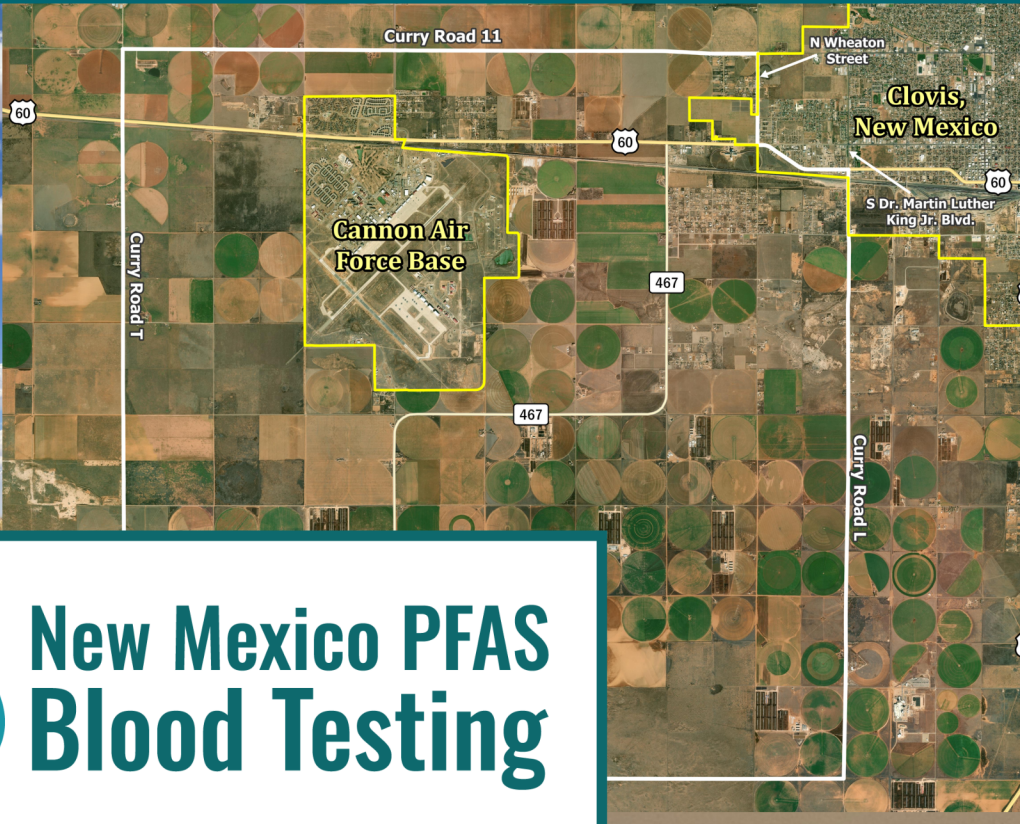 Curry Road 11
N Wheaton
Street
Clovis,
New Mexico
60
60
60
S Dr. Martin Luther
King Jr. Blvd.
Cannon Air
Force Base
Curry Road T
467
467
Curry Road L
New Mexico PFAS
Blood Testing